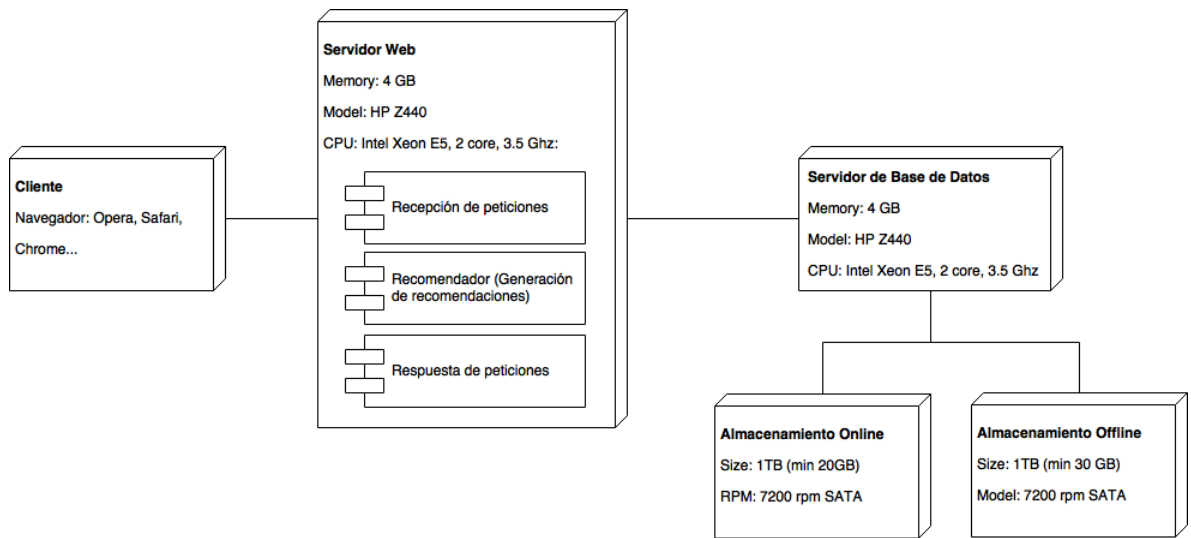 Servidor Web
Memory: 4 GB
Model: HP Z440
CPU: Intel Xeon E5, 2 core, 3.5 Ghz:
Recepción de peticiones
Recomendador (Generación
de recomendaciones)
Respuesta de peticiones
Cliente
Navegador: Opera, Safari,
Chrome...
Servidor de Base de Datos
Memory: 4 GB
Model: HP Z440
CPU: Intel Xeon E5, 2 core, 3.5 Ghz
Almacenamiento Online
Size: 1TB (min 20GB)
RPM: 7200 rpm SATA
Almacenamiento Offline
Size: 1TB (min 30 GB)
Model: 7200 rpm SATA